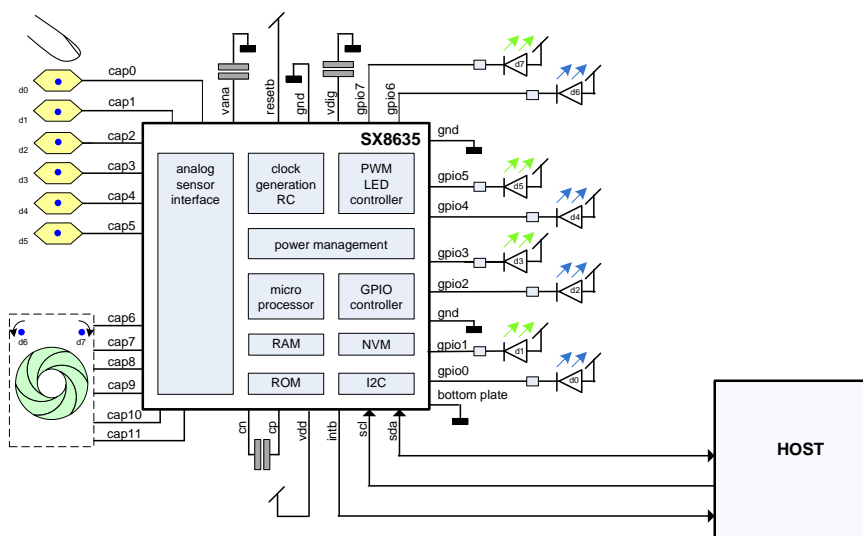 cap0
d0
cap1
d1
cap2
d2
cap3
d3
cap4
d4
cap5
d5
cap6
d6
d7
cap7
cap8
cap9
cap10
cap11
vana
resetb
gnd
vdig
gpio7
gpio6
SX8635
analog
sensor
interface
clock
generation
RC
PWM
LED
controller
power management
micro
processor
GPIO
controller
RAM
NVM
ROM
I2C
d7
d6
gnd
gpio5
d5
gpio4
d4
gpio3
d3
gpio2
d2
gnd
gpio1
d1
gpio0
d0
bottom plate
cn
cp
vdd
intb
scl
sda
HOST